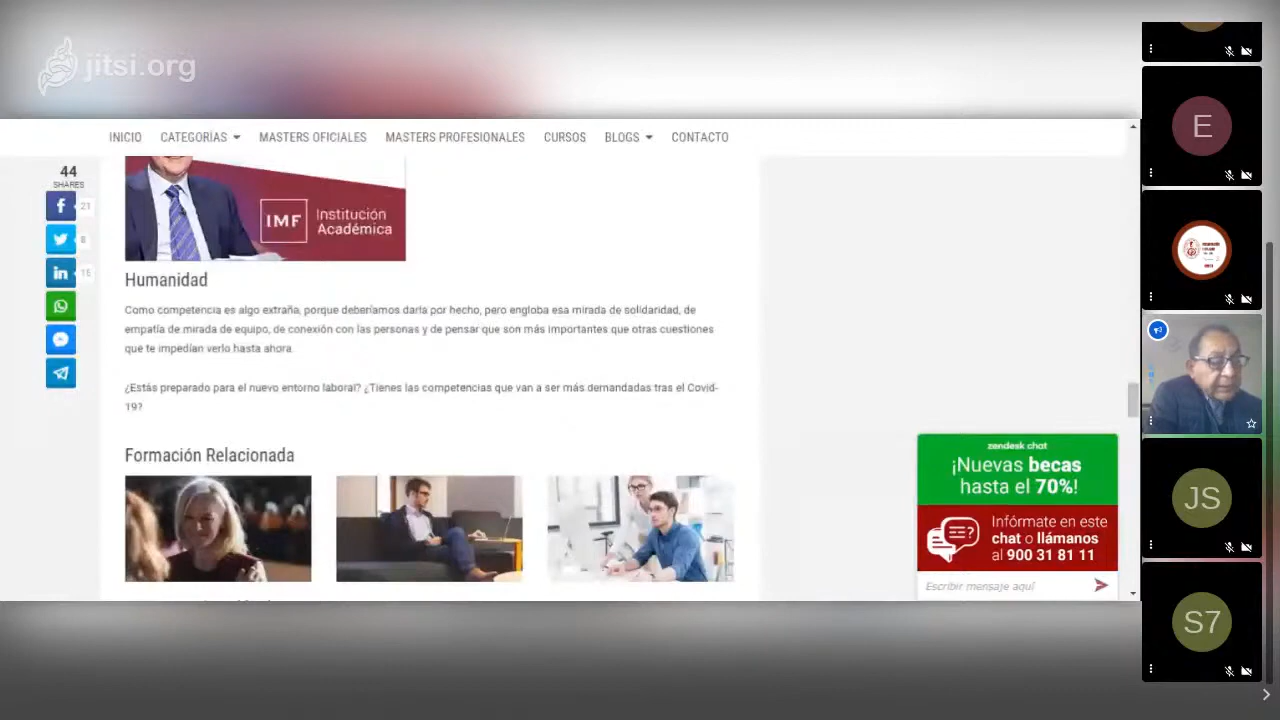 jitsi.org
INICIO CATEGORÍAS MASTERS OFICIALES MASTERS PROFESIONALES CURSOS BLOGS CONTACTO
44
SHARES
21
8
15
IMF Institución
Académica
Humanidad
Como competencia es algo extraña, porque deberíamos darla por hecho, pero engloba esa mirada de solidaridad, de
empatía de mirada de equipo, de conexión con las personas y de pensar que son más importantes que otras cuestiones
que te impedían verlo hasta ahora.
¿Estás preparado para el nuevo entorno laboral? ¿Tienes las competencias que van a ser más demandadas tras el Covid-
19?
Formación Relacionada
zendesk chat
¡Nuevas becas
hasta el 70%!
Infórmate en este
chat o llámanos
al 900 31 81 11
Escribir mensaje aquí
E
JS
S7